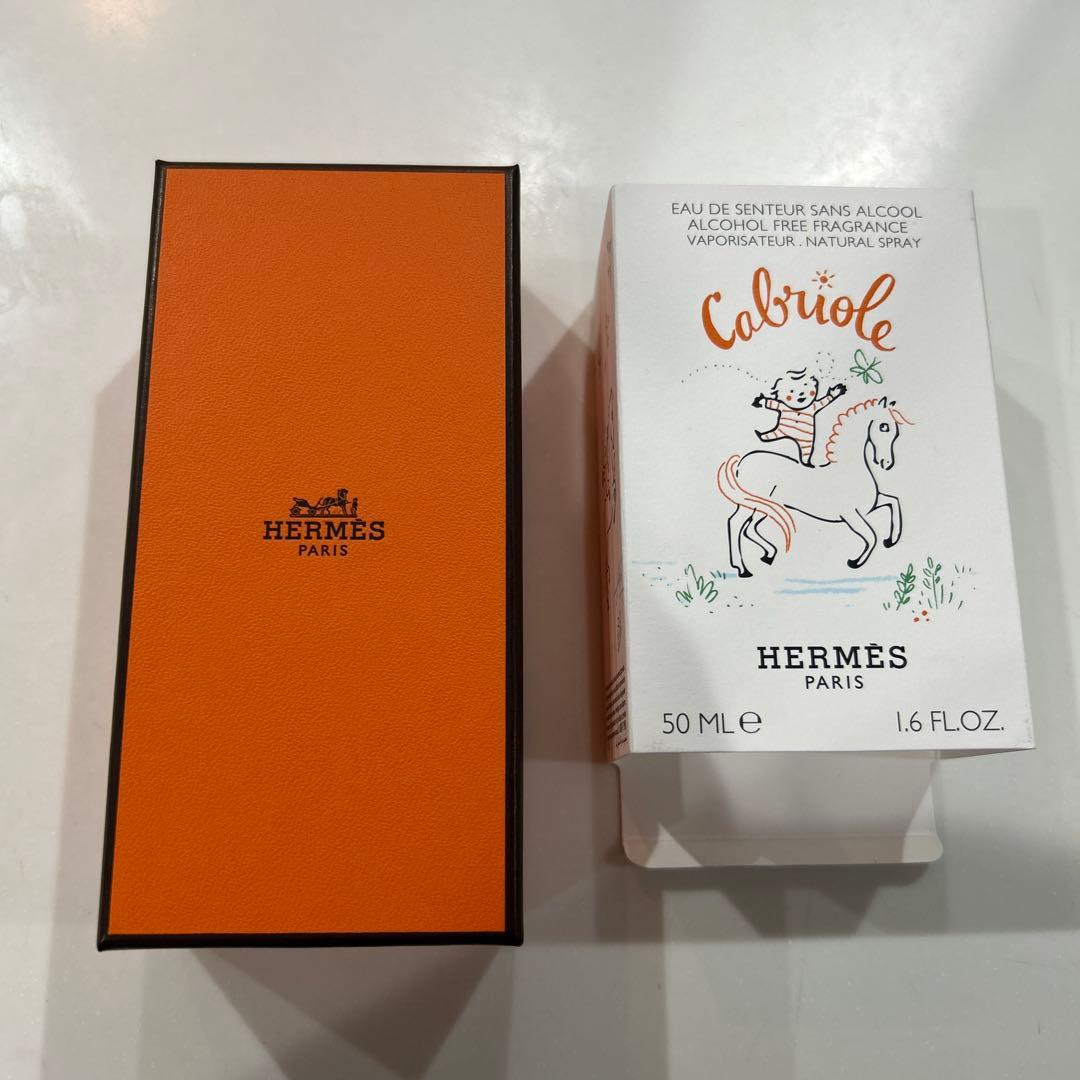 HERMÈS
PARIS
EAU DE SENTEUR SANS ALCOOL
ALCOHOL FREE FRAGRANCE
VAPORISATEUR . NATURAL SPRAY
Cabriole
HERMÈS
PARIS
50 ML℮
1.6 FL.OZ.